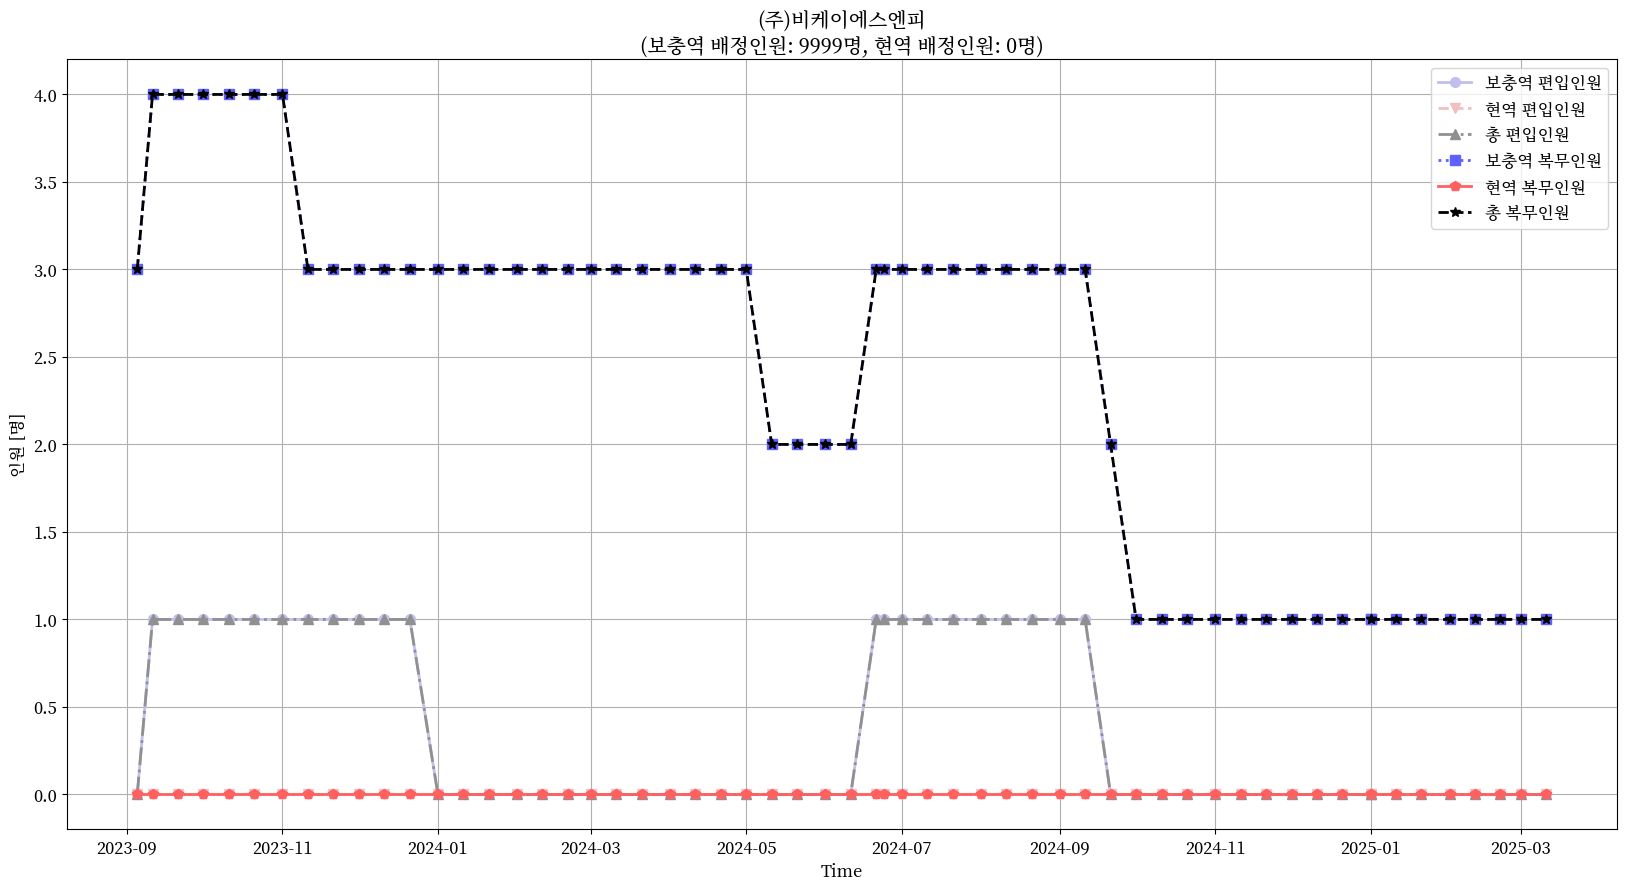 (주)비케이에스엔피
(보충역 배정인원: 9999명, 현역 배정인원: 0명)
보충역 편입인원
현역 편입인원
총 편입인원
보충역 복무인원
현역 복무인원
총 복무인원
인원 [명]
4.0
3.5
3.0
2.5
2.0
1.5
1.0
0.5
0.0
2023-09 2023-11 2024-01 2024-03 2024-05 2024-07 2024-09 2024-11 2025-01 2025-03
Time